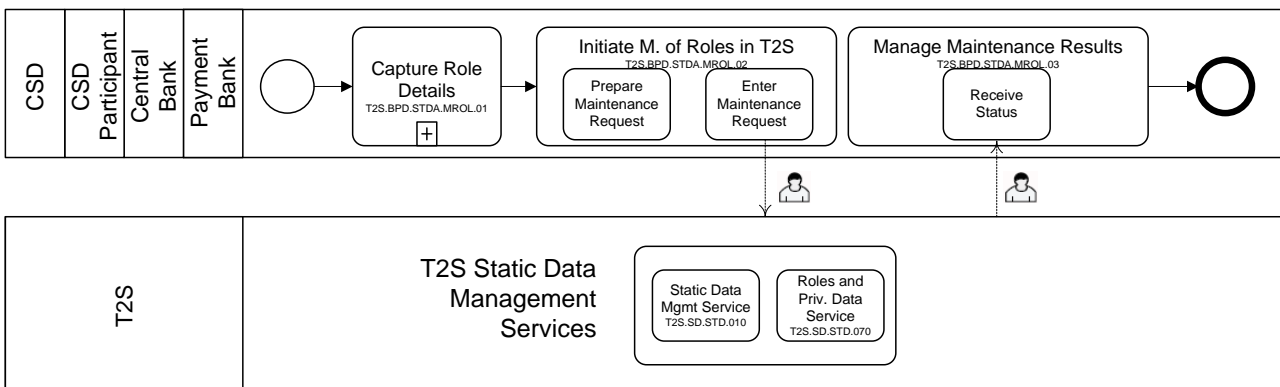 CSD
CSD
Participant
Central
Bank
Payment
Bank
Capture Role
Details
T2S.BPD.STDA.MROL.01
+
Initiate M. of Roles in T2S
T2S.BPD.STDA.MROL.02
Prepare
Maintenance
Request
Enter
Maintenance
Request
Manage Maintenance Results
T2S.BPD.STDA.MROL.03
Receive
Status
T2S
T2S Static Data
Management
Services
Static Data
Mgmt Service
T2S.SD.STD.010
Roles and
Priv. Data
Service
T2S.SD.STD.070